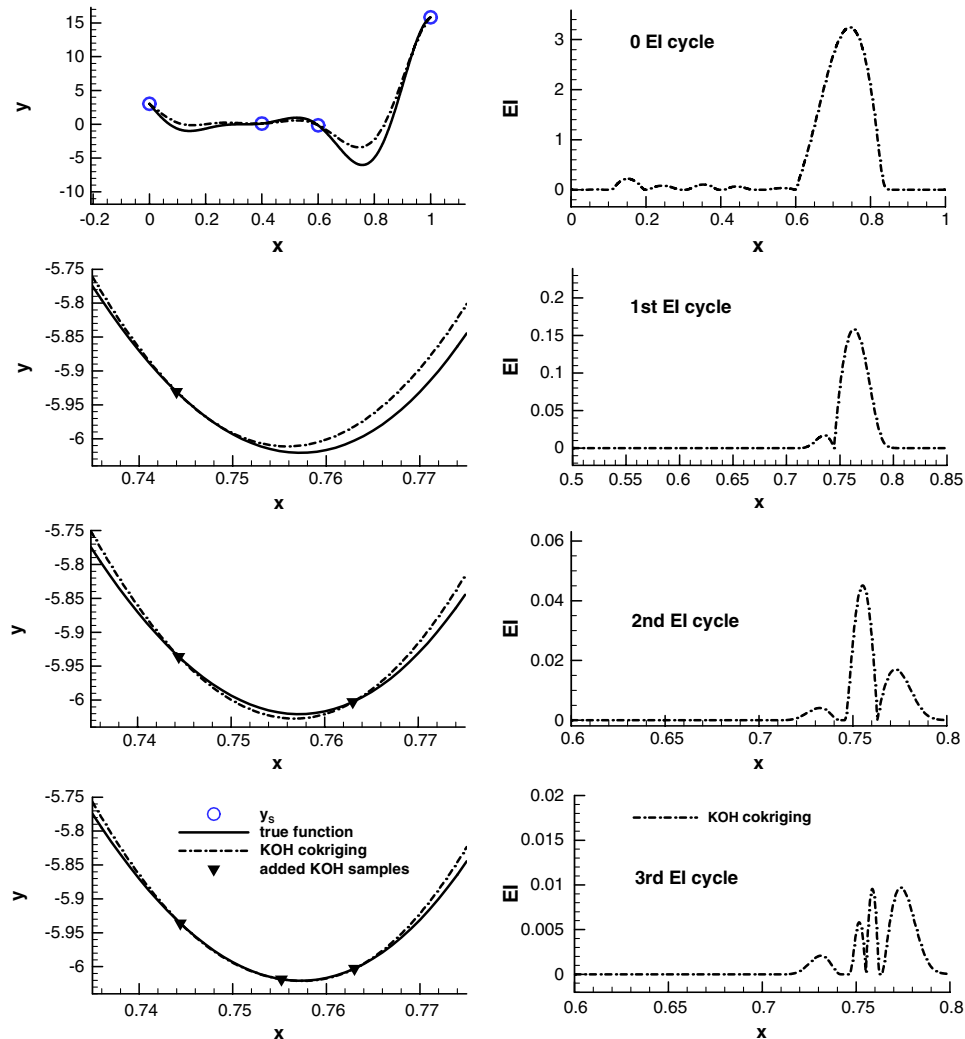 15
10
5
0
-5
-10
y
-0.2 0 0.2 0.4 0.6 0.8 1
x
3
2
1
0
EI
0 EI cycle
0 0.2 0.4 0.6 0.8 1
x
-5.75
-5.8
-5.85
-5.9
-5.95
-6
y
0.74 0.75 0.76 0.77
x
0.2
0.15
0.1
0.05
0
EI
1st EI cycle
0.5 0.55 0.6 0.65 0.7 0.75 0.8 0.85
x
-5.75
-5.8
-5.85
-5.9
-5.95
-6
y
0.74 0.75 0.76 0.77
x
0.06
0.04
0.02
0
EI
2nd EI cycle
0.6 0.65 0.7 0.75 0.8
x
-5.75
-5.8
-5.85
-5.9
-5.95
-6
y
yS
true function
KOH cokriging
added KOH samples
0.74 0.75 0.76 0.77
x
0.02
0.015
0.01
0.005
0
EI
KOH cokriging
3rd EI cycle
0.6 0.65 0.7 0.75 0.8
x